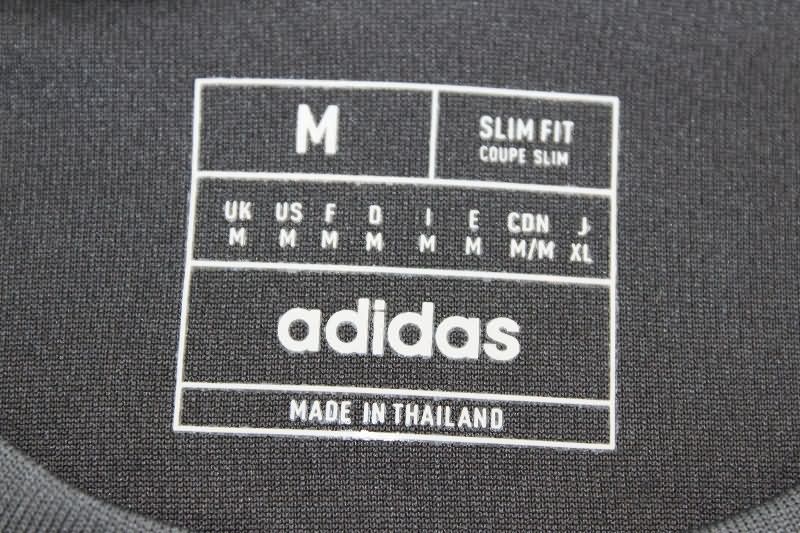 M
SLIM FIT
COUPE SLIM
UK US F D I E CDN J
M M M M M M M/M XL
adidas
MADE IN THAILAND